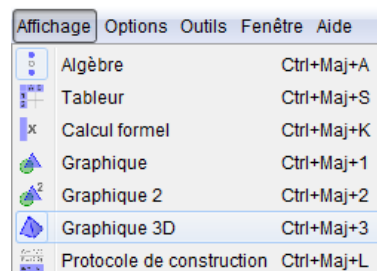 Affichage Options Outils Fenêtre Aide
Algèbre Ctrl+Maj+A
Tableur Ctrl+Maj+S
x Calcul formel Ctrl+Maj+K
Graphique Ctrl+Maj+1
2 Graphique 2 Ctrl+Maj+2
Graphique 3D Ctrl+Maj+3
Protocole de construction Ctrl+Maj+L